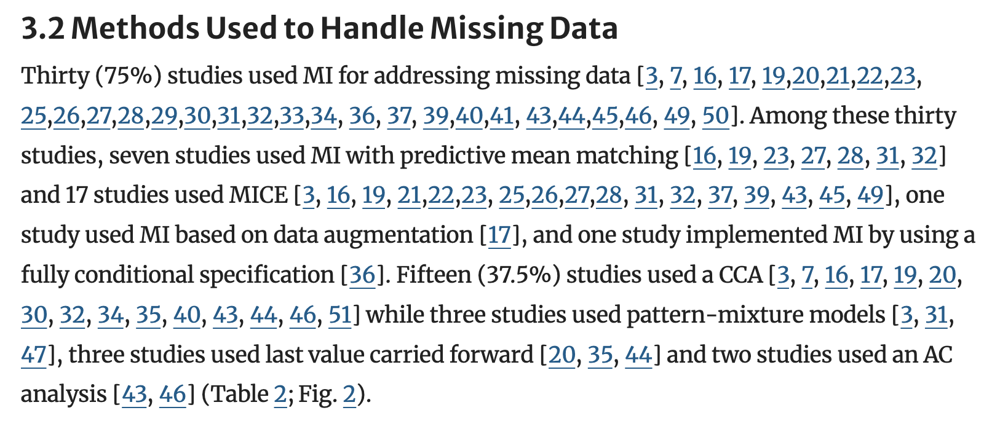 3.2 Methods Used to Handle Missing Data
Thirty (75%) studies used MI for addressing missing data [3, 7, 16, 17, 19,20,21,22,23,
25,26,27,28,29,30,31,32,33,34, 36, 37, 39,40,41, 43,44,45,46, 49, 50]. Among these thirty
studies, seven studies used MI with predictive mean matching [16, 19, 23, 27, 28, 31, 32]
and 17 studies used MICE [3, 16, 19, 21,22,23, 25,26,27,28, 31, 32, 37, 39, 43, 45, 49], one
study used MI based on data augmentation [17], and one study implemented MI by using a
fully conditional specification [36]. Fifteen (37.5%) studies used a CCA [3, 7, 16, 17, 19, 20,
30, 32, 34, 35, 40, 43, 44, 46, 51] while three studies used pattern-mixture models [3, 31,
47], three studies used last value carried forward [20, 35, 44] and two studies used an AC
analysis [43, 46] (Table 2; Fig. 2).